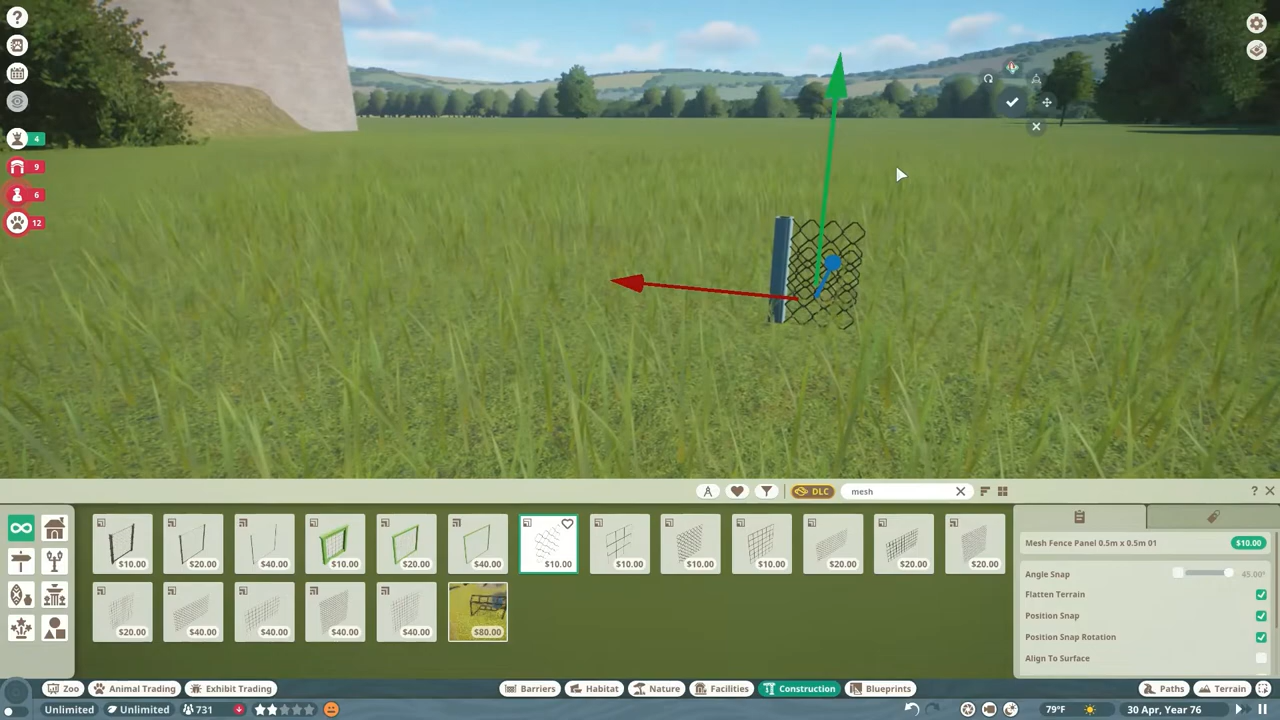 4
9
6
12
DLC
mesh
?
$10.00
$20.00
$40.00
$10.00
$20.00
$40.00
$10.00
$10.00
$10.00
$10.00
$20.00
$20.00
$20.00
$20.00
$40.00
$40.00
$40.00
$40.00
$80.00
Mesh Fence Panel 0.5m x 0.5m 01 $10.00
Angle Snap 45.00°
Flatten Terrain
Position Snap
Position Snap Rotation
Align To Surface
Zoo Animal Trading Exhibit Trading Barriers Habitat Nature Facilities Construction Blueprints Paths Terrain
Unlimited Unlimited 731 79°F 30 Apr, Year 76